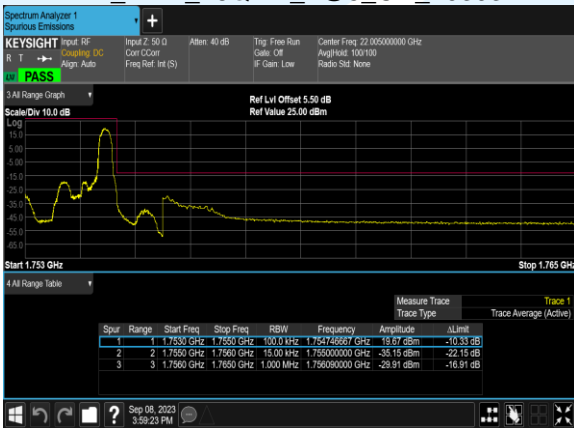 Spectrum Analyzer 1
Spurious Emissions
KEYSIGHT
R T
PASS
Input: RF
Coupling: DC
Align: Auto
Input Z: 50 Ω
Corr CCorr
Freq Ref: Int (S)
Atten: 40 dB
Trig: Free Run
Gate: Off
IF Gain: Low
Center Freq: 22.005000000 GHz
Avg|Hold: 100/100
Radio Std: None
3 All Range Graph
Scale/Div 10.0 dB
Ref Lvl Offset 5.50 dB
Ref Value 25.00 dBm
Log
15.0
5.00
-5.00
-15.0
-25.0
-35.0
-45.0
-55.0
-65.0
Start 1.753 GHz
Stop 1.765 GHz
4 All Range Table
Measure Trace Trace 1
Trace Type Trace Average (Active)
Spur Range Start Freq Stop Freq RBW Frequency Amplitude ΔLimit
1 1 1.7530 GHz 1.7550 GHz 100.0 kHz 1.754746667 GHz 19.67 dBm -10.33 dB
2 2 1.7550 GHz 1.7560 GHz 15.00 kHz 1.755000000 GHz -35.15 dBm -22.15 dB
3 3 1.7560 GHz 1.7650 GHz 1.000 MHz 1.756090000 GHz -29.91 dBm -16.91 dB
Sep 08, 2023
3:59:23 PM